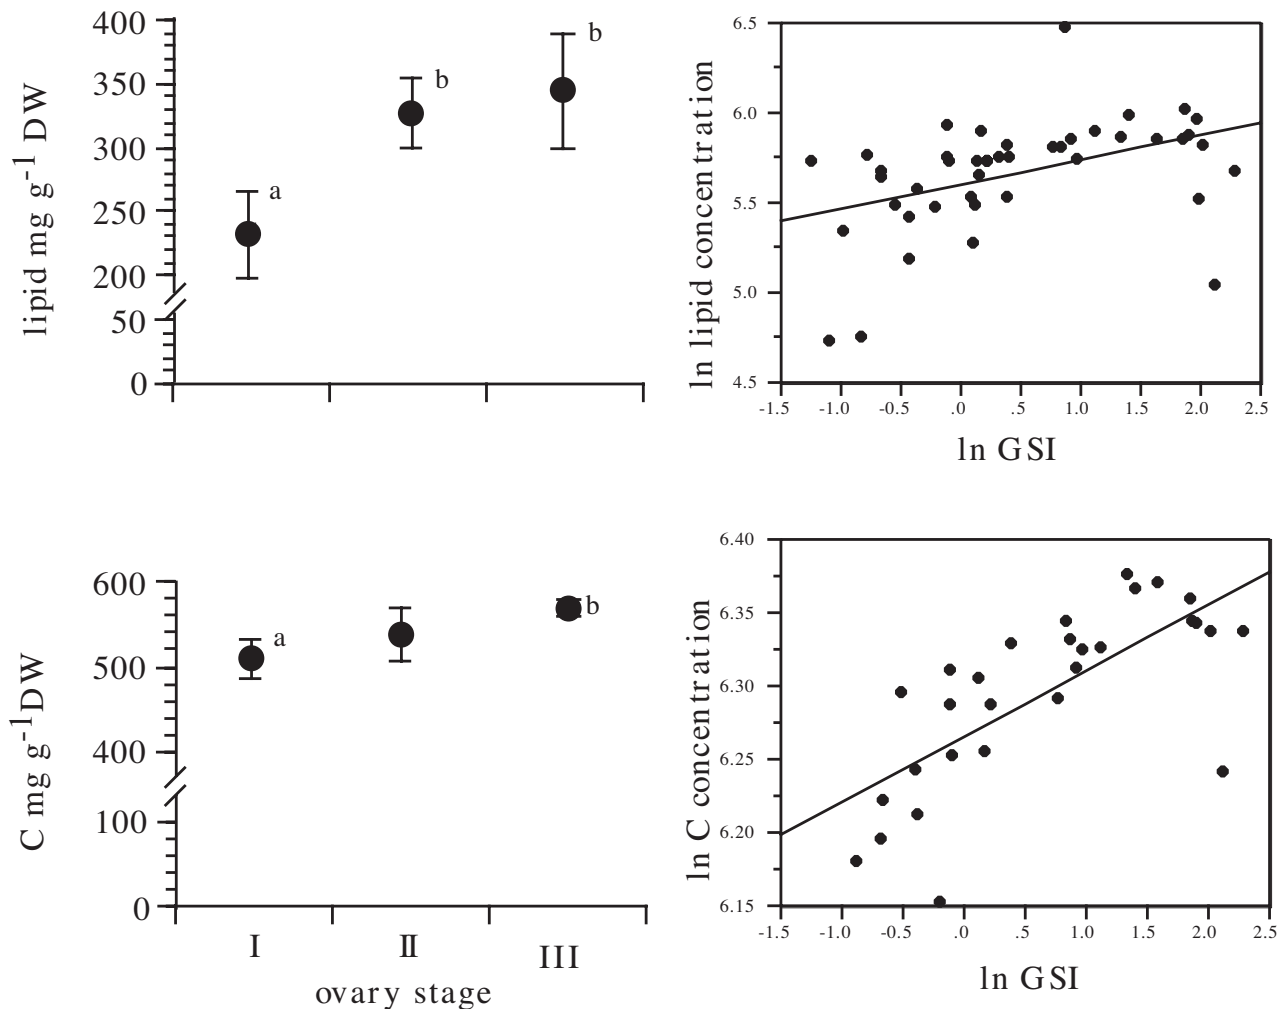 lipid mg g-1 DW
400
350
300
250
200
50
0
a
b
b
ln lipid concentration
6.5
6.0
5.5
5.0
4.5
-1.5 -1.0 -0.5 .0 .5 1.0 1.5 2.0 2.5
ln GSI
C mg g-1DW
600
500
400
100
0
a
b
I II III
ovary stage
ln C concentration
6.40
6.35
6.30
6.25
6.20
6.15
-1.5 -1.0 -0.5 .0 .5 1.0 1.5 2.0 2.5
ln GSI